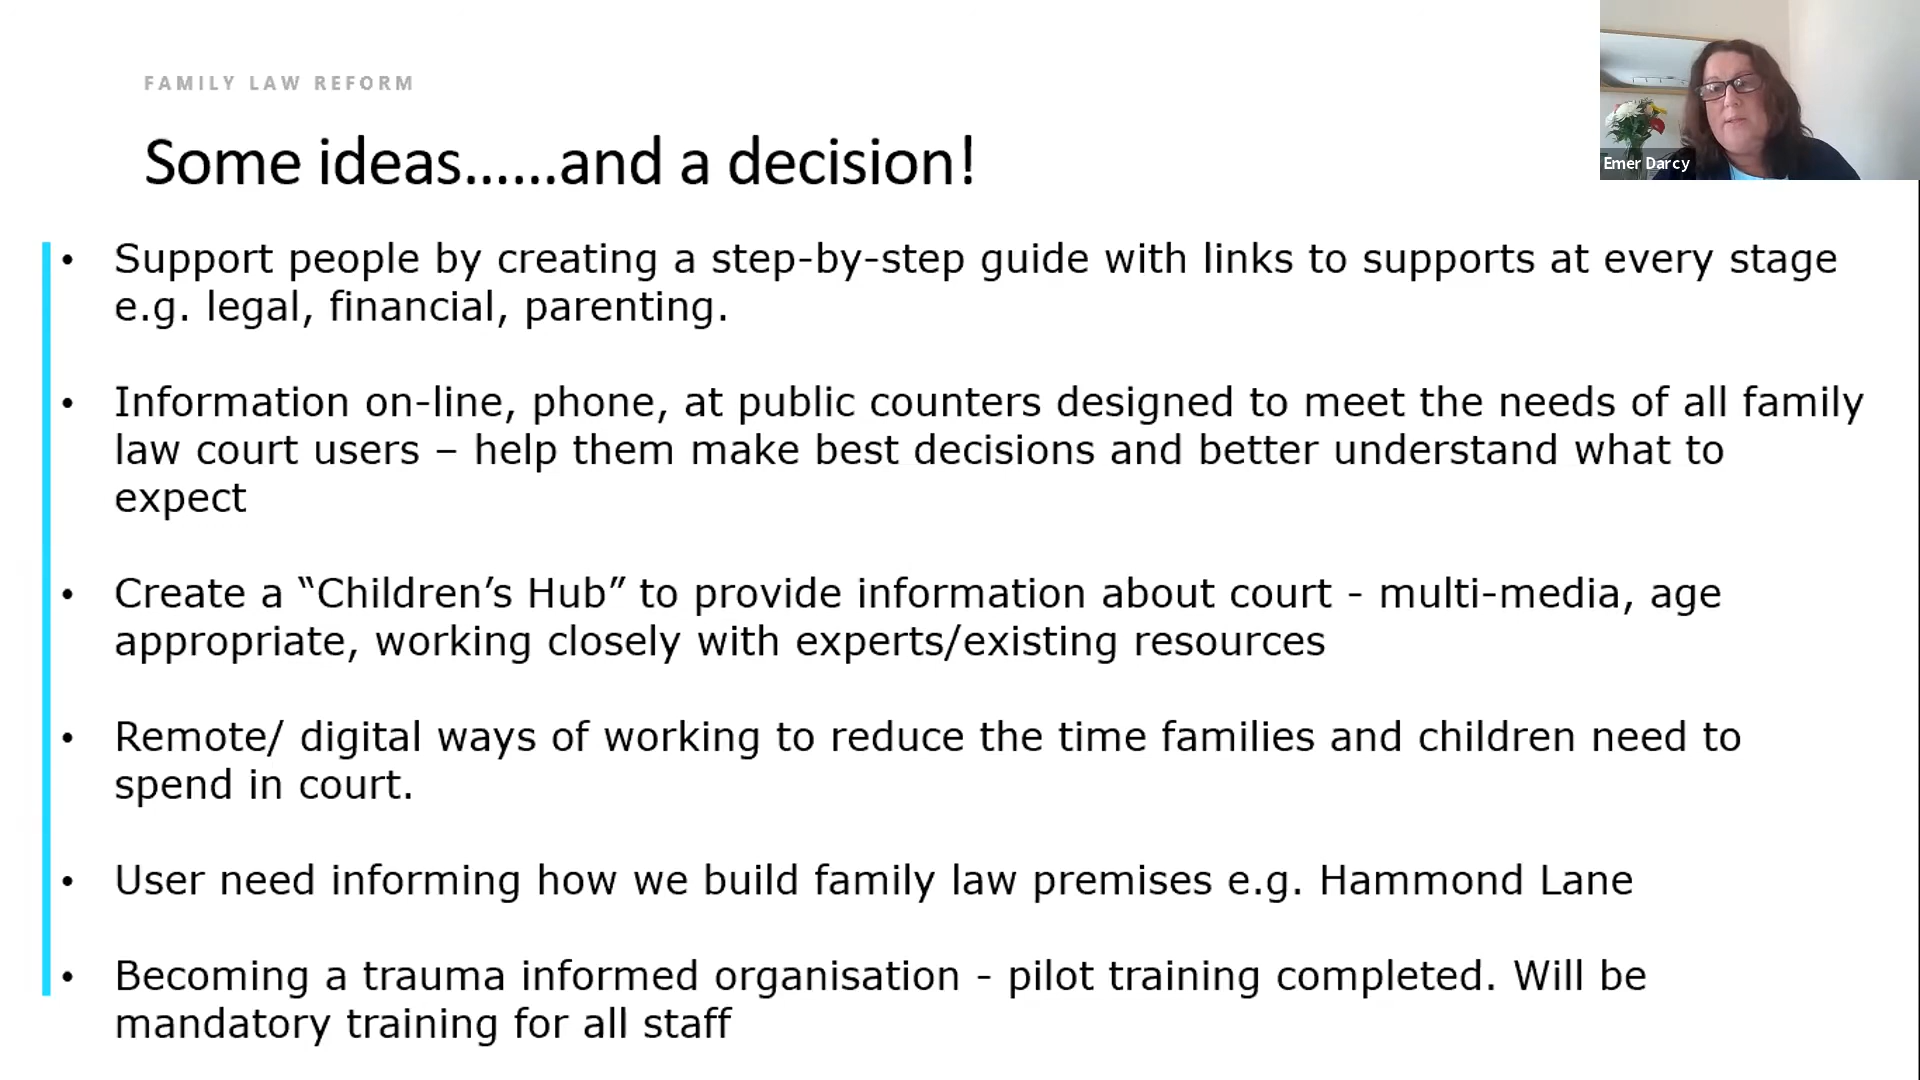 FAMILY LAW REFORM
Some ideas......and a decision!
Emer Darcy
• Support people by creating a step-by-step guide with links to supports at every stage
e.g. legal, financial, parenting.
• Information on-line, phone, at public counters designed to meet the needs of all family
law court users – help them make best decisions and better understand what to
expect
• Create a “Children’s Hub” to provide information about court - multi-media, age
appropriate, working closely with experts/existing resources
• Remote/ digital ways of working to reduce the time families and children need to
spend in court.
• User need informing how we build family law premises e.g. Hammond Lane
• Becoming a trauma informed organisation - pilot training completed. Will be
mandatory training for all staff